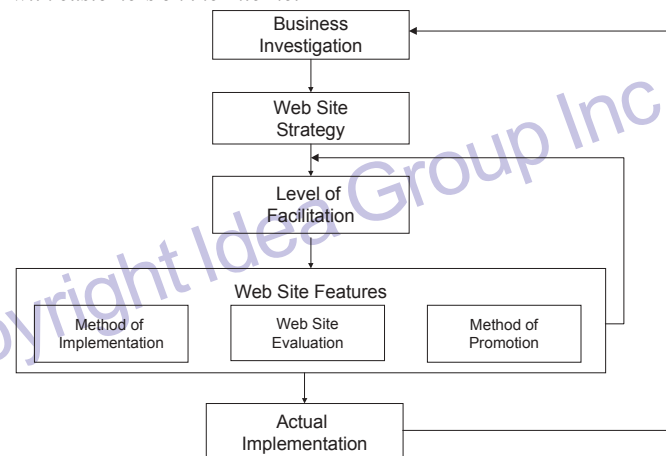 Business
Investigation
Web Site
Strategy
Level of
Facilitation
Web Site Features
Method of
Implementation
Web Site
Evaluation
Method of
Promotion
Actual
Implementation
Copyright Idea Group Inc